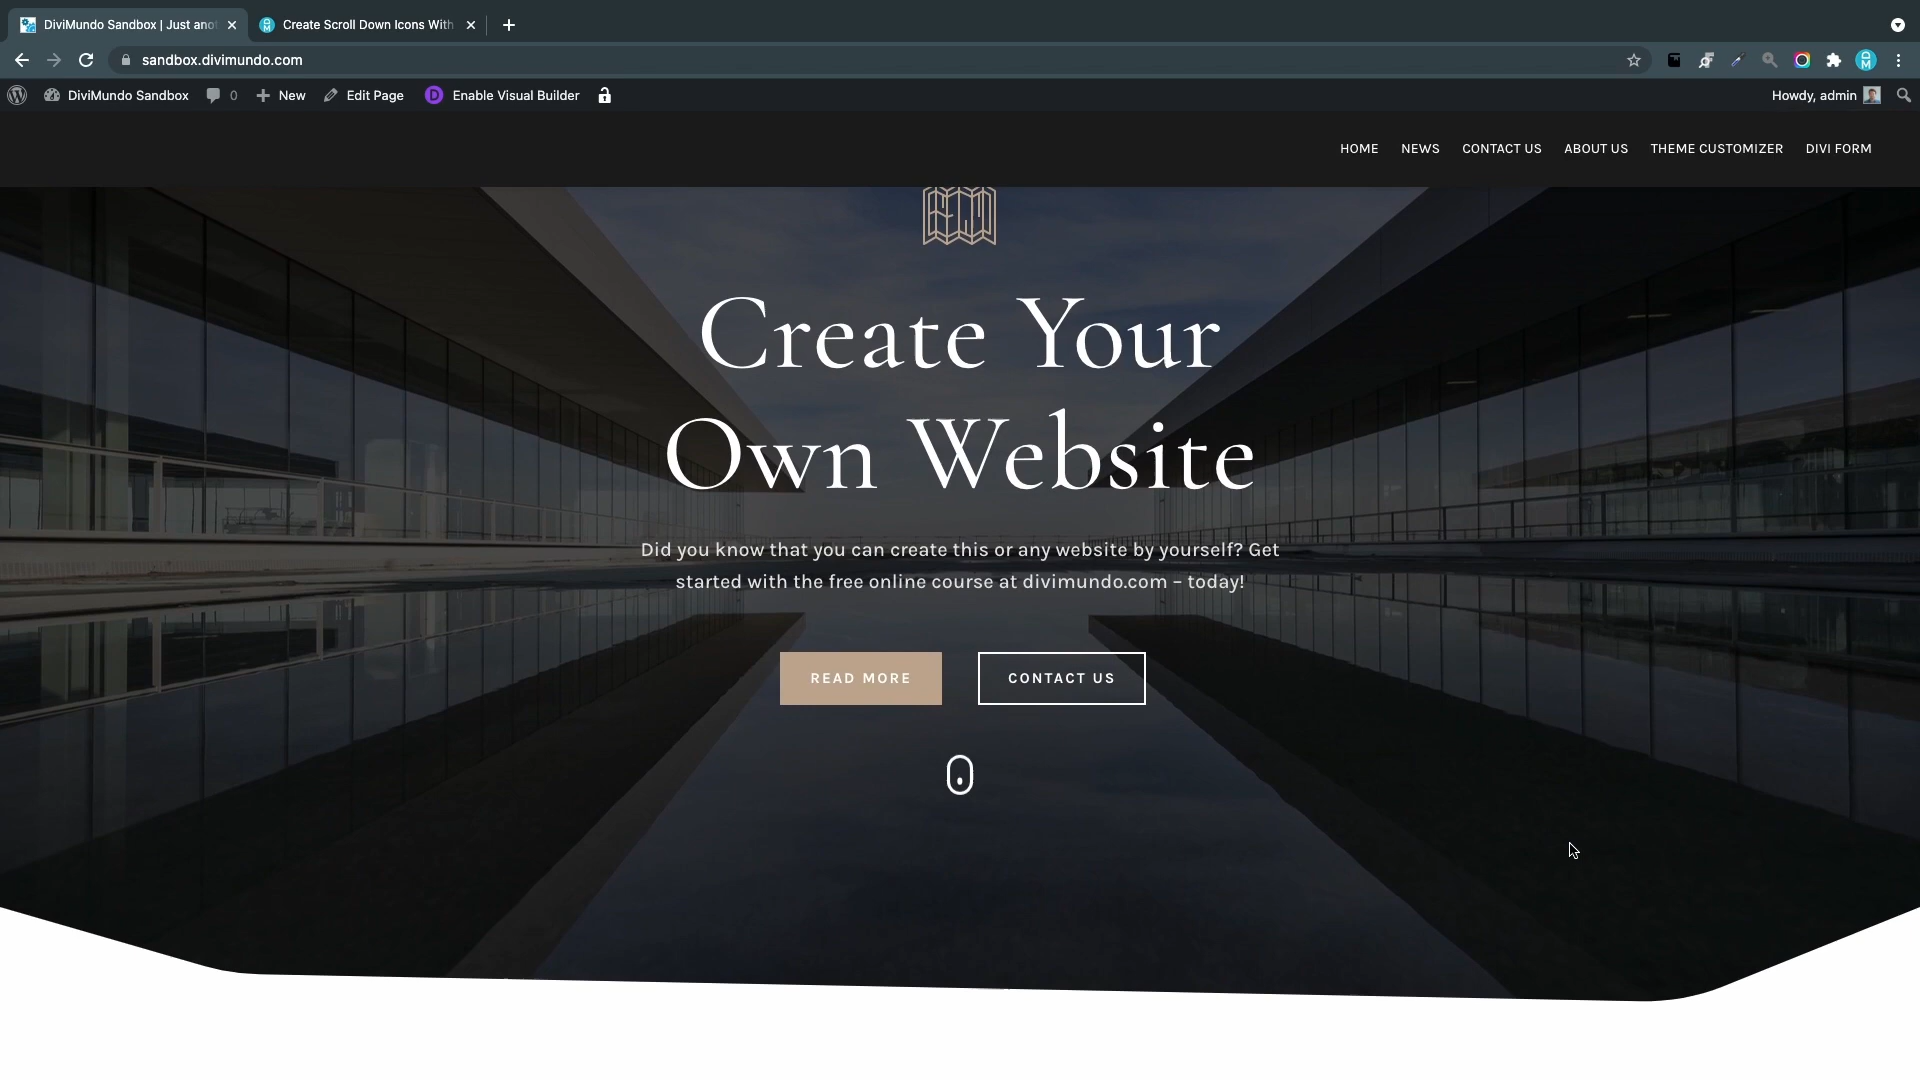 DiviMundo Sandbox | Just ano
Create Scroll Down Icons With
sandbox.divimundo.com
DiviMundo Sandbox 0 New Edit Page D Enable Visual Builder Howdy, admin
HOME NEWS CONTACT US ABOUT US THEME CUSTOMIZER DIVI FORM
Create Your
Own Website
Did you know that you can create this or any website by yourself? Get
started with the free online course at divimundo.com – today!
READ MORE CONTACT US